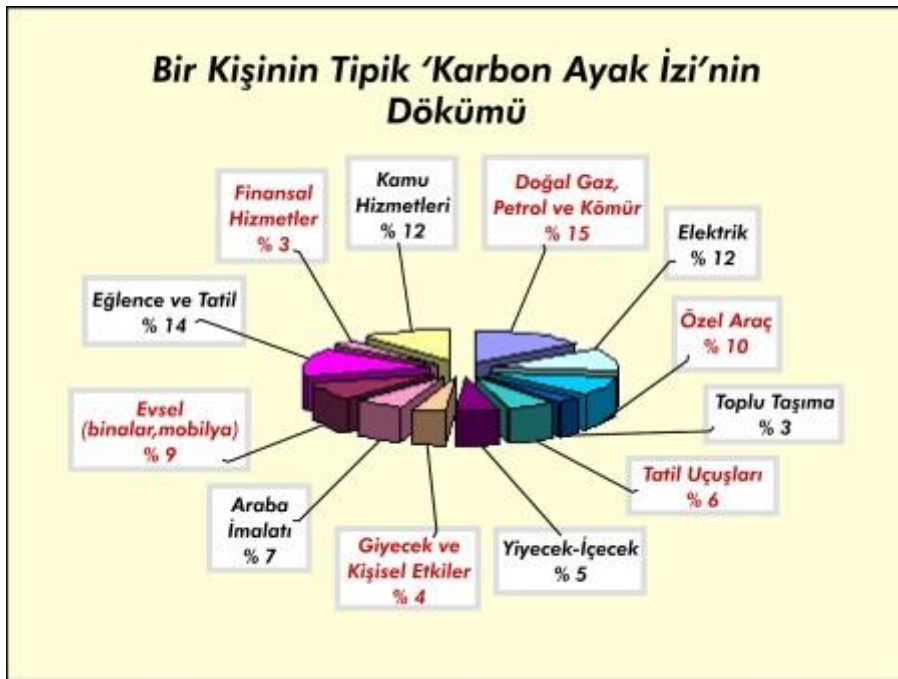 Bir Kişinin Tipik ‘Karbon Ayak İzi’nin
Dökümü
Finansal
Hizmetler
% 3
Kamu
Hizmetleri
% 12
Doğal Gaz,
Petrol ve Kömür
% 15
Elektrik
% 12
Eğlence ve Tatil
% 14
Özel Araç
% 10
Evsel
(binalar,mobilya)
% 9
Toplu Taşıma
% 3
Araba
İmalatı
% 7
Giyecek ve
Kişisel Etkiler
% 4
Yiyecek-İçecek
% 5
Tatil Uçuşları
% 6